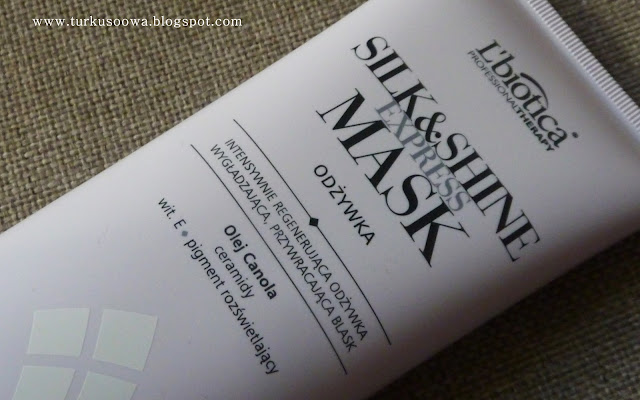 www.turkusoowa.blogspot.com
L'biotica
PROFESSIONAL THERAPY
SILK&SHINE
EXPRESS
MASK
ODŻYWKA
INTENSYWNIE REGENERUJĄCA ODŻYWKA
WYGŁADZAJĄCA, PRZYWRACAJĄCA BLASK
Olej Canola
ceramidy
wit. E • pigment rozświetlający